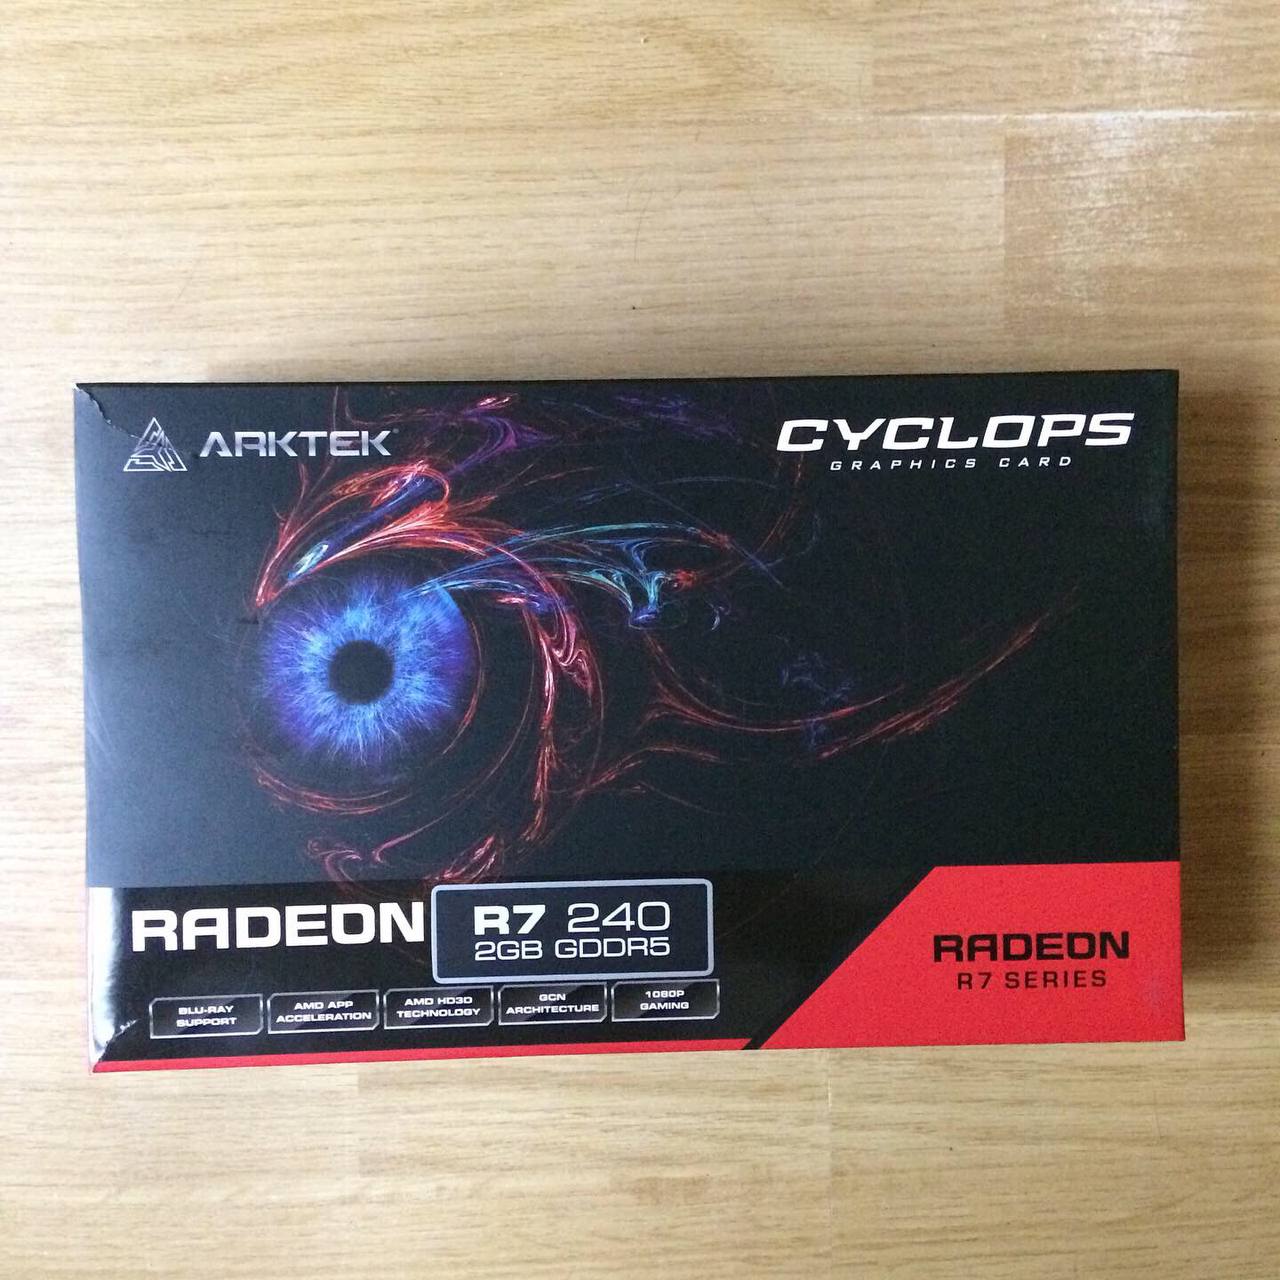 ARKTEK®
CYCLOPS
GRAPHICS CARD
RADEON
R7 240
2GB GDDR5
BLU-RAY
SUPPORT
AMD APP
ACCELERATION
AMD HD3D
TECHNOLOGY
GCN
ARCHITECTURE
1080P
GAMING
RADEON
R7 SERIES